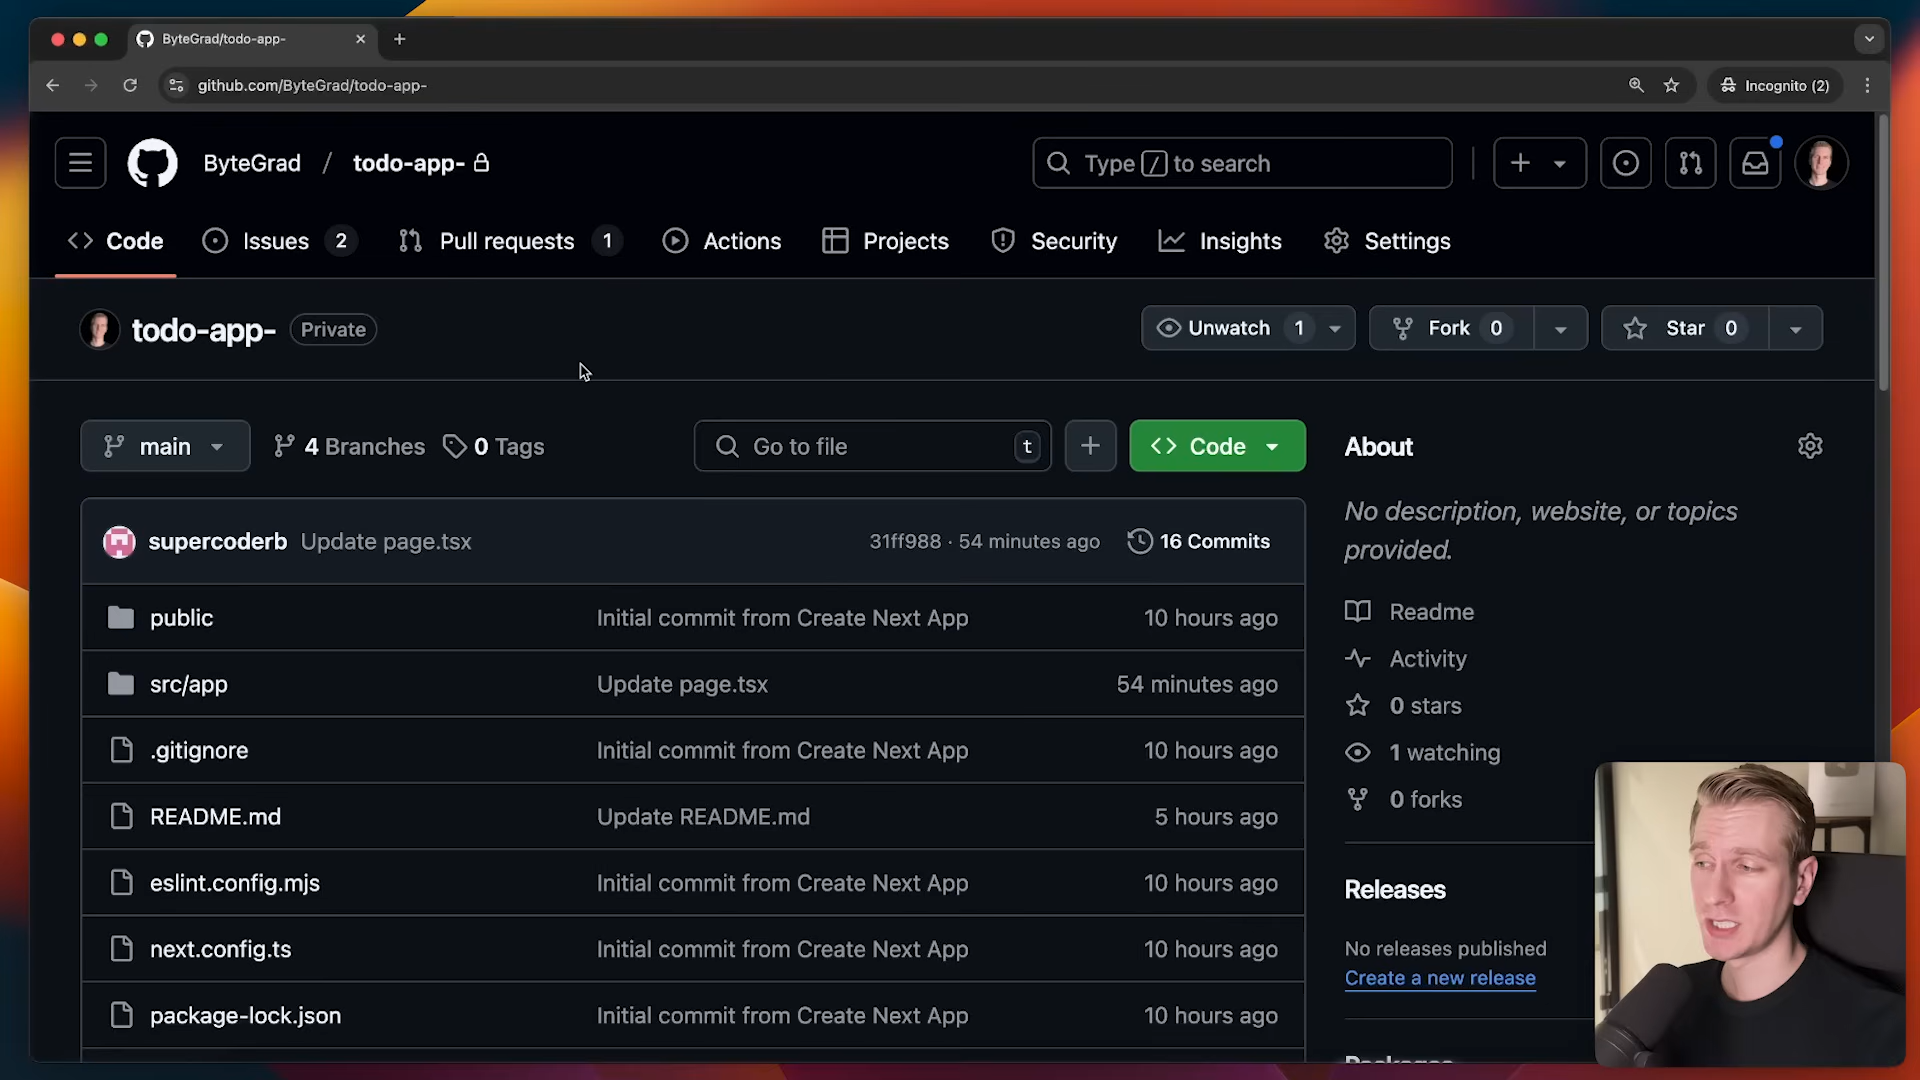 ByteGrad/todo-app-
github.com/ByteGrad/todo-app-
Incognito (2)
ByteGrad / todo-app-
Type / to search
Code
Issues 2
Pull requests 1
Actions
Projects
Security
Insights
Settings
todo-app- Private
Unwatch 1
Fork 0
Star 0
main
4 Branches
0 Tags
Go to file t
Code
supercoderb Update page.tsx 31ff988 · 54 minutes ago 16 Commits
public Initial commit from Create Next App 10 hours ago
src/app Update page.tsx 54 minutes ago
.gitignore Initial commit from Create Next App 10 hours ago
README.md Update README.md 5 hours ago
eslint.config.mjs Initial commit from Create Next App 10 hours ago
next.config.ts Initial commit from Create Next App 10 hours ago
package-lock.json Initial commit from Create Next App 10 hours ago
About
No description, website, or topics
provided.
Readme
Activity
0 stars
1 watching
0 forks
Releases
No releases published
Create a new release